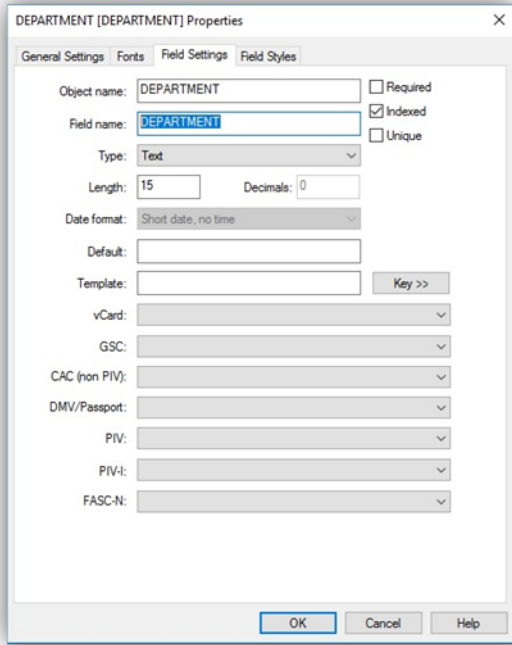 DEPARTMENT [DEPARTMENT] Properties
General Settings Fonts Field Settings Field Styles
Object name: DEPARTMENT Required
Field name: DEPARTMENT Indexed
Unique
Type: Text
Length: 15 Decimals: 0
Date format: Short date, no time
Default:
Template: Key >>
vCard:
GSC:
CAC (non PIV):
DMV/Passport:
PIV:
PIV-I:
FASC-N:
OK Cancel Help